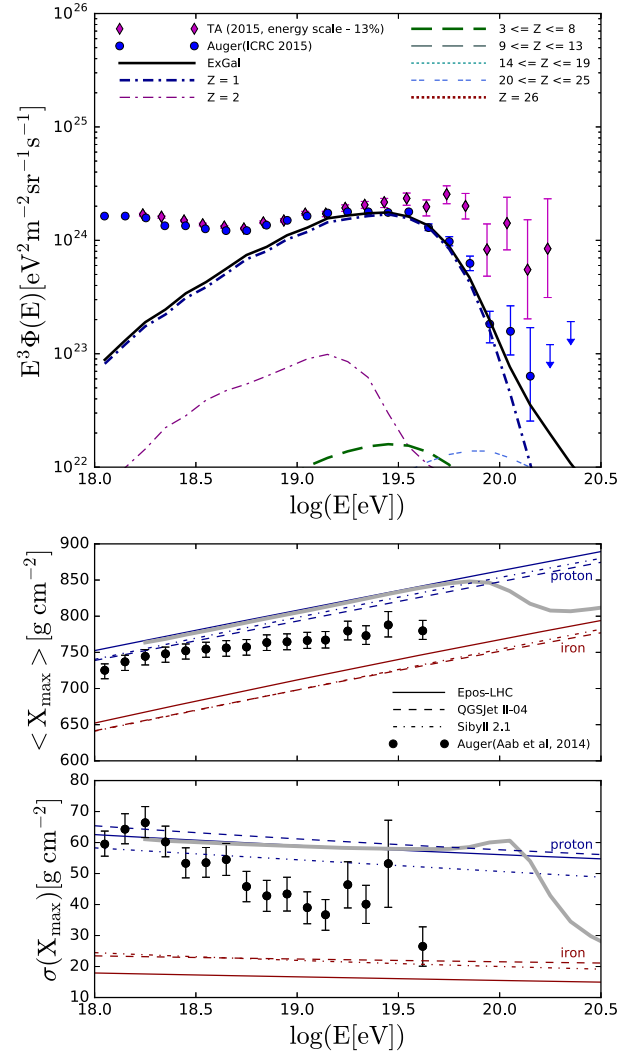 10^26
10^25
10^24
10^23
10^22
E^3Φ(E)[eV^2m^−2sr^−1s^−1]
TA (2015, energy scale - 13%)
Auger(ICRC 2015)
ExGal
Z = 1
Z = 2
3 <= Z <= 8
9 <= Z <= 13
14 <= Z <= 19
20 <= Z <= 25
Z = 26
18.0 18.5 19.0 19.5 20.0 20.5
log(E[eV])
900
850
800
750
700
650
600
< X_max > [g cm^−2]
proton
iron
Epos-LHC
QGSJet II-04
Sibyll 2.1
Auger(Aab et al, 2014)
80
70
60
50
40
30
20
10
σ(X_max)[g cm^−2]
proton
iron
18.0 18.5 19.0 19.5 20.0 20.5
log(E[eV])